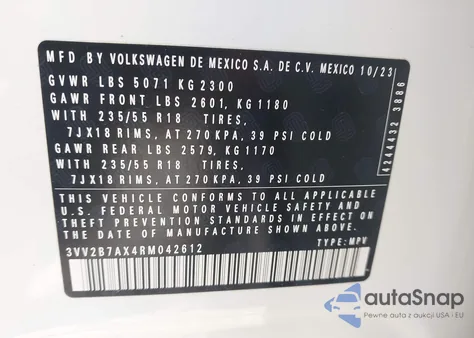 MFD. BY VOLKSWAGEN DE MEXICO S.A. DE C.V. MEXICO 10/23
GVWR LBS 5071 KG 2300
GAWR FRONT LBS 2601, KG 1180
WITH 235/55 R18 TIRES,
7JX18 RIMS, AT 270 KPA, 39 PSI COLD
GAWR REAR LBS 2579, KG 1170
WITH 235/55 R18 TIRES,
7JX18 RIMS, AT 270 KPA, 39 PSI COLD
THIS VEHICLE CONFORMS TO ALL APPLICABLE
U.S. FEDERAL MOTOR VEHICLE SAFETY AND
THEFT PREVENTION STANDARDS IN EFFECT ON
THE DATE OF MANUFACTURE SHOWN ABOVE.
3VV2B7AX4RM042612 TYPE: MPV
4244432 3886
autoSnap
Pewne auta z aukcji USA i EU